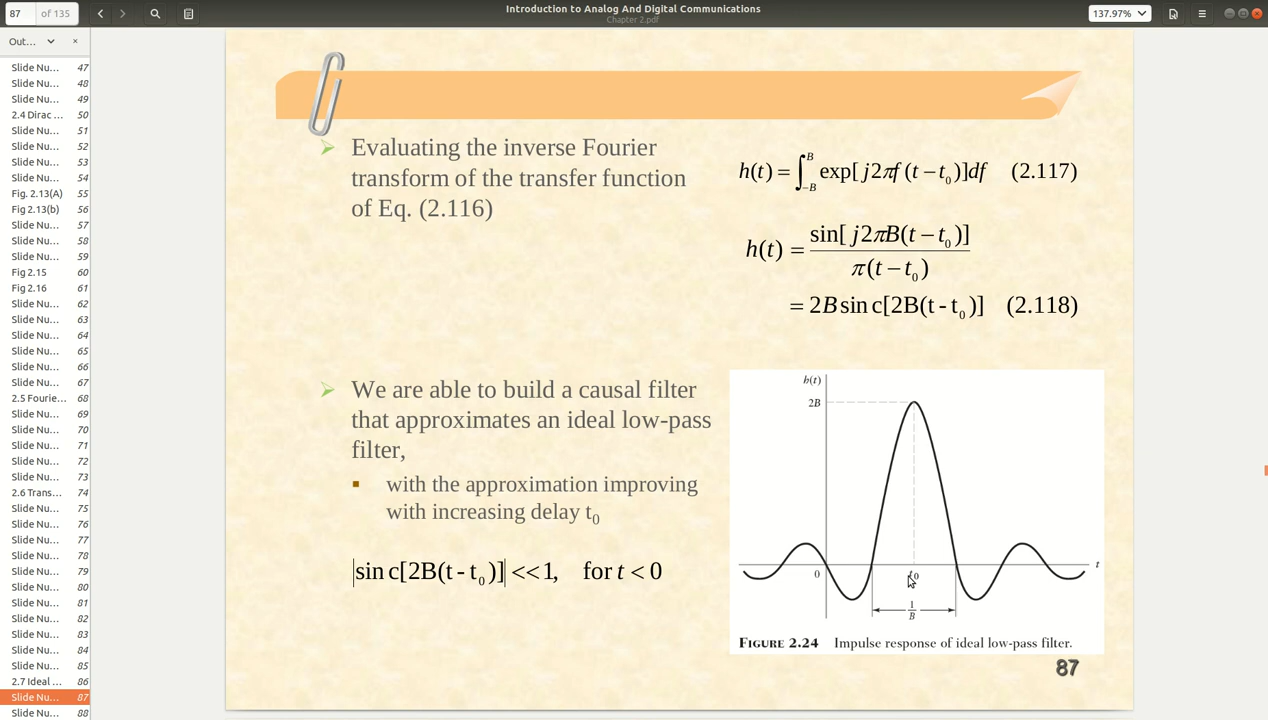 87 of 135
Introduction to Analog And Digital Communications
Chapter 2.pdf
137.97%
Out...
Slide Nu... 47
Slide Nu... 48
Slide Nu... 49
2.4 Dirac ... 50
Slide Nu... 51
Slide Nu... 52
Slide Nu... 53
Slide Nu... 54
Fig. 2.13(A) 55
Fig 2.13(b) 56
Slide Nu... 57
Slide Nu... 58
Slide Nu... 59
Fig 2.15 60
Fig 2.16 61
Slide Nu... 62
Slide Nu... 63
Slide Nu... 64
Slide Nu... 65
Slide Nu... 66
Slide Nu... 67
2.5 Fourie... 68
Slide Nu... 69
Slide Nu... 70
Slide Nu... 71
Slide Nu... 72
Slide Nu... 73
2.6 Trans... 74
Slide Nu... 75
Slide Nu... 76
Slide Nu... 77
Slide Nu... 78
Slide Nu... 79
Slide Nu... 80
Slide Nu... 81
Slide Nu... 82
Slide Nu... 83
Slide Nu... 84
Slide Nu... 85
2.7 Ideal ... 86
Slide Nu... 87
Slide Nu... 88
Evaluating the inverse Fourier
transform of the transfer function
of Eq. (2.116)
h(t) = ∫_{-B}^{B} exp[j2πf(t − t₀)]df (2.117)
h(t) = sin[j2πB(t − t₀)] / π(t − t₀)
= 2B sin c[2B(t - t₀)] (2.118)
We are able to build a causal filter
that approximates an ideal low-pass
filter,
with the approximation improving
with increasing delay t₀
|sin c[2B(t - t₀)]| << 1, for t < 0
h(t)
2B
0
t₀
t
1/B
FIGURE 2.24 Impulse response of ideal low-pass filter.
87